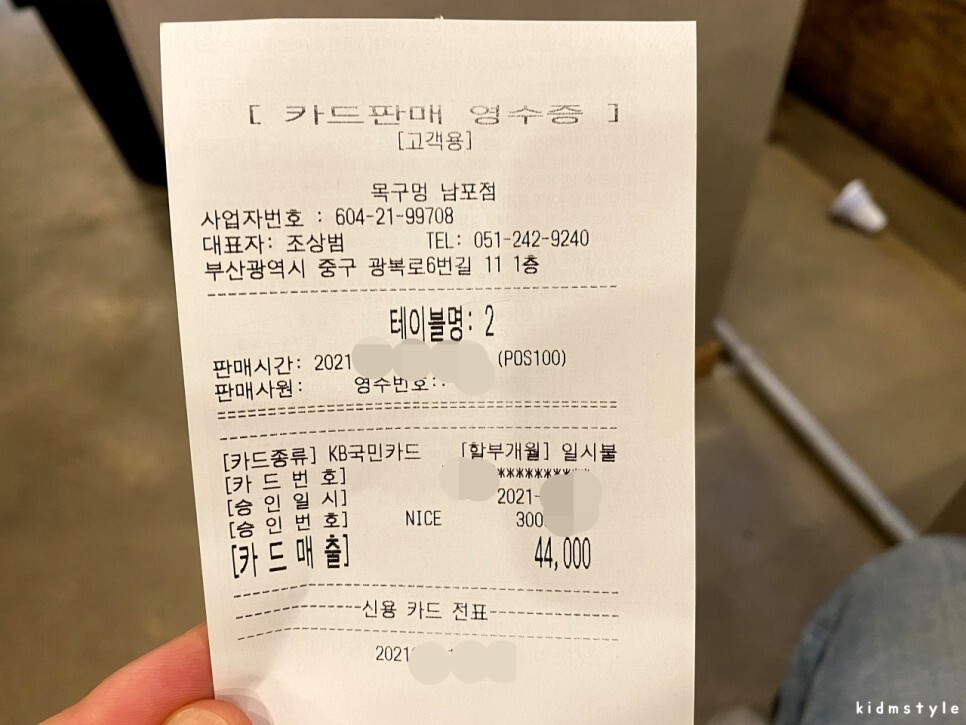 [ 카드판매 영수증 ]
[고객용]
목구멍 남포점
사업자번호 : 604-21-99708
대표자: 조상범 TEL: 051-242-9240
부산광역시 중구 광복로6번길 11 1층
테이블명: 2
판매시간: 2021 (POS100)
판매사원: 영수번호:
[카드종류] KB국민카드 [할부개월] 일시불
[카 드 번 호] **********
[승 인 일 시] 2021-
[승 인 번 호] NICE 300
[카 드 매 출] 44,000
신용 카드 전표
2021
kidmstyle